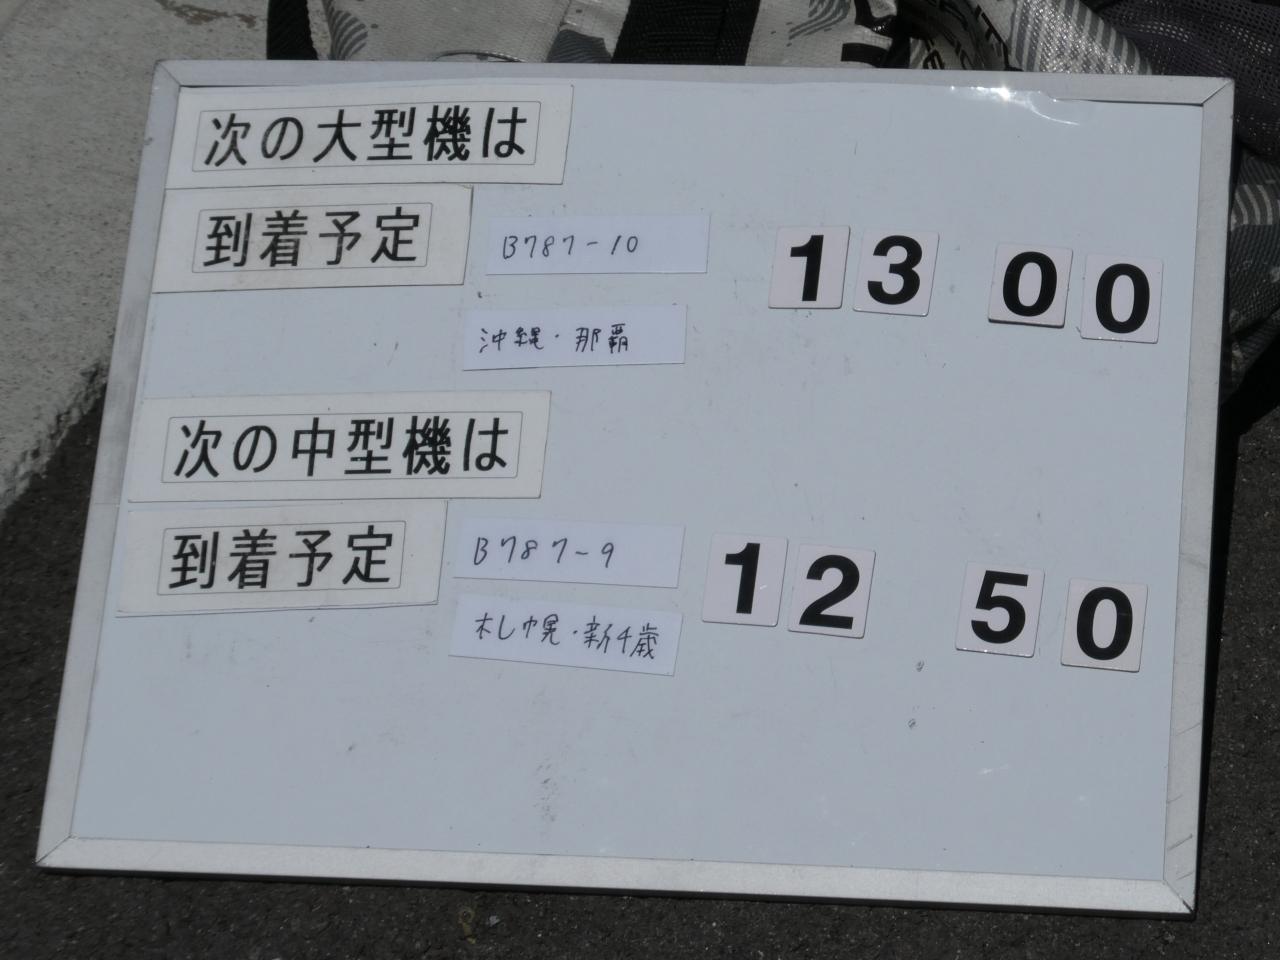 次の大型機は
到着予定 B787-10 13 00
沖縄・那覇
次の中型機は
到着予定 B787-9 12 50
札幌・新千歳